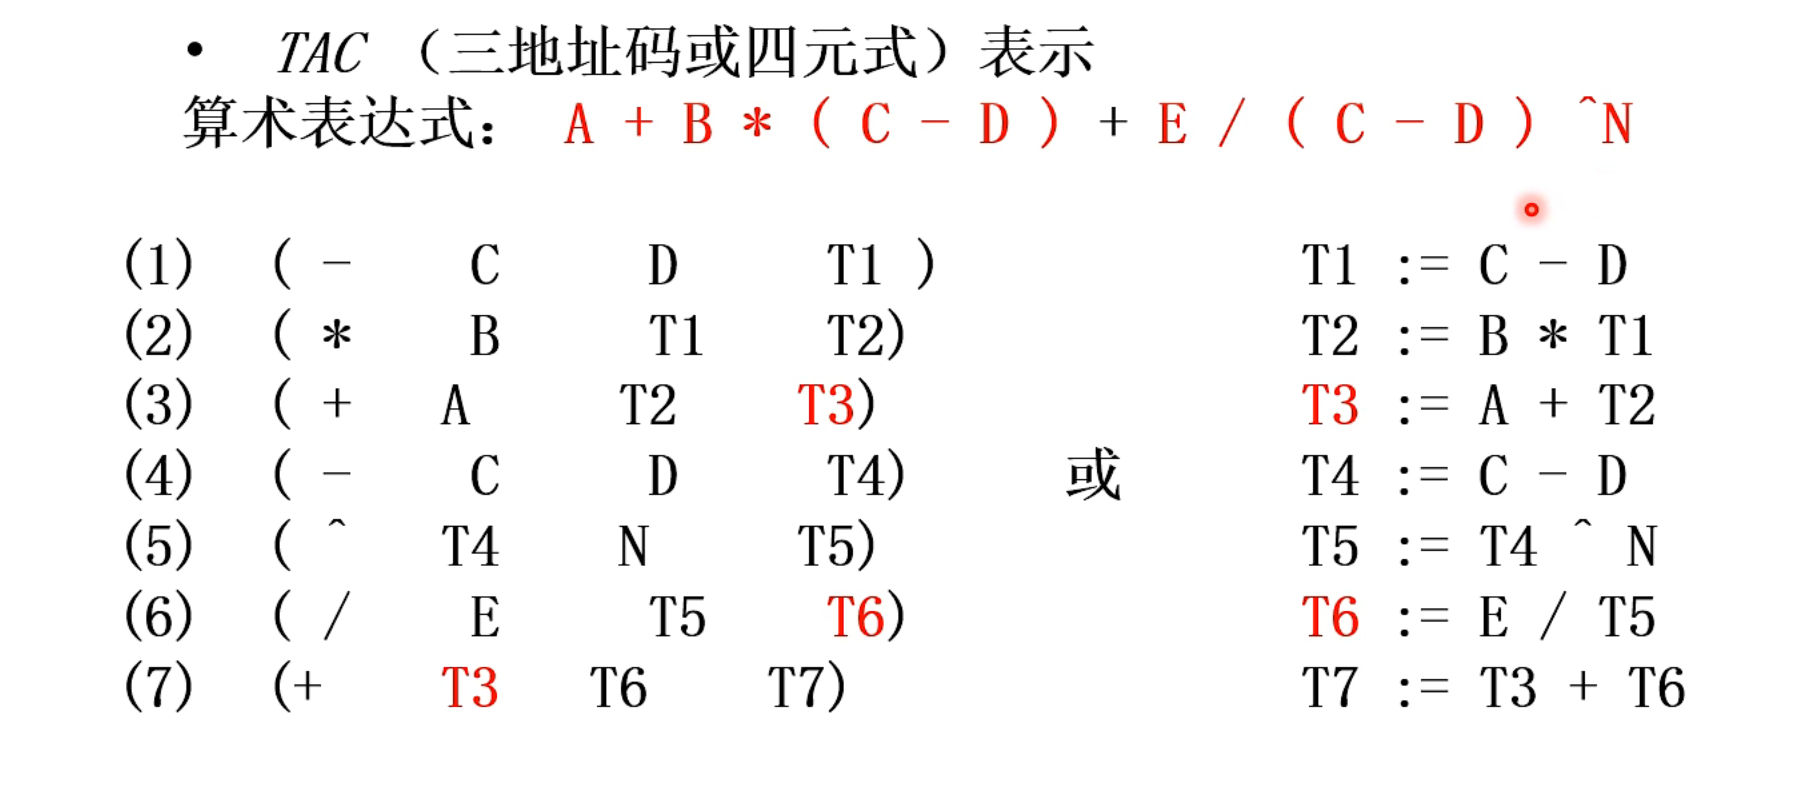 • TAC （三地址码或四元式）表示
算术表达式： A + B * ( C - D ) + E / ( C - D ) ^N
(1) ( - C D T1 ) T1 := C - D
(2) ( * B T1 T2) T2 := B * T1
(3) ( + A T2 T3) T3 := A + T2
(4) ( - C D T4) 或 T4 := C - D
(5) ( ^ T4 N T5) T5 := T4 ^ N
(6) ( / E T5 T6) T6 := E / T5
(7) (+ T3 T6 T7) T7 := T3 + T6